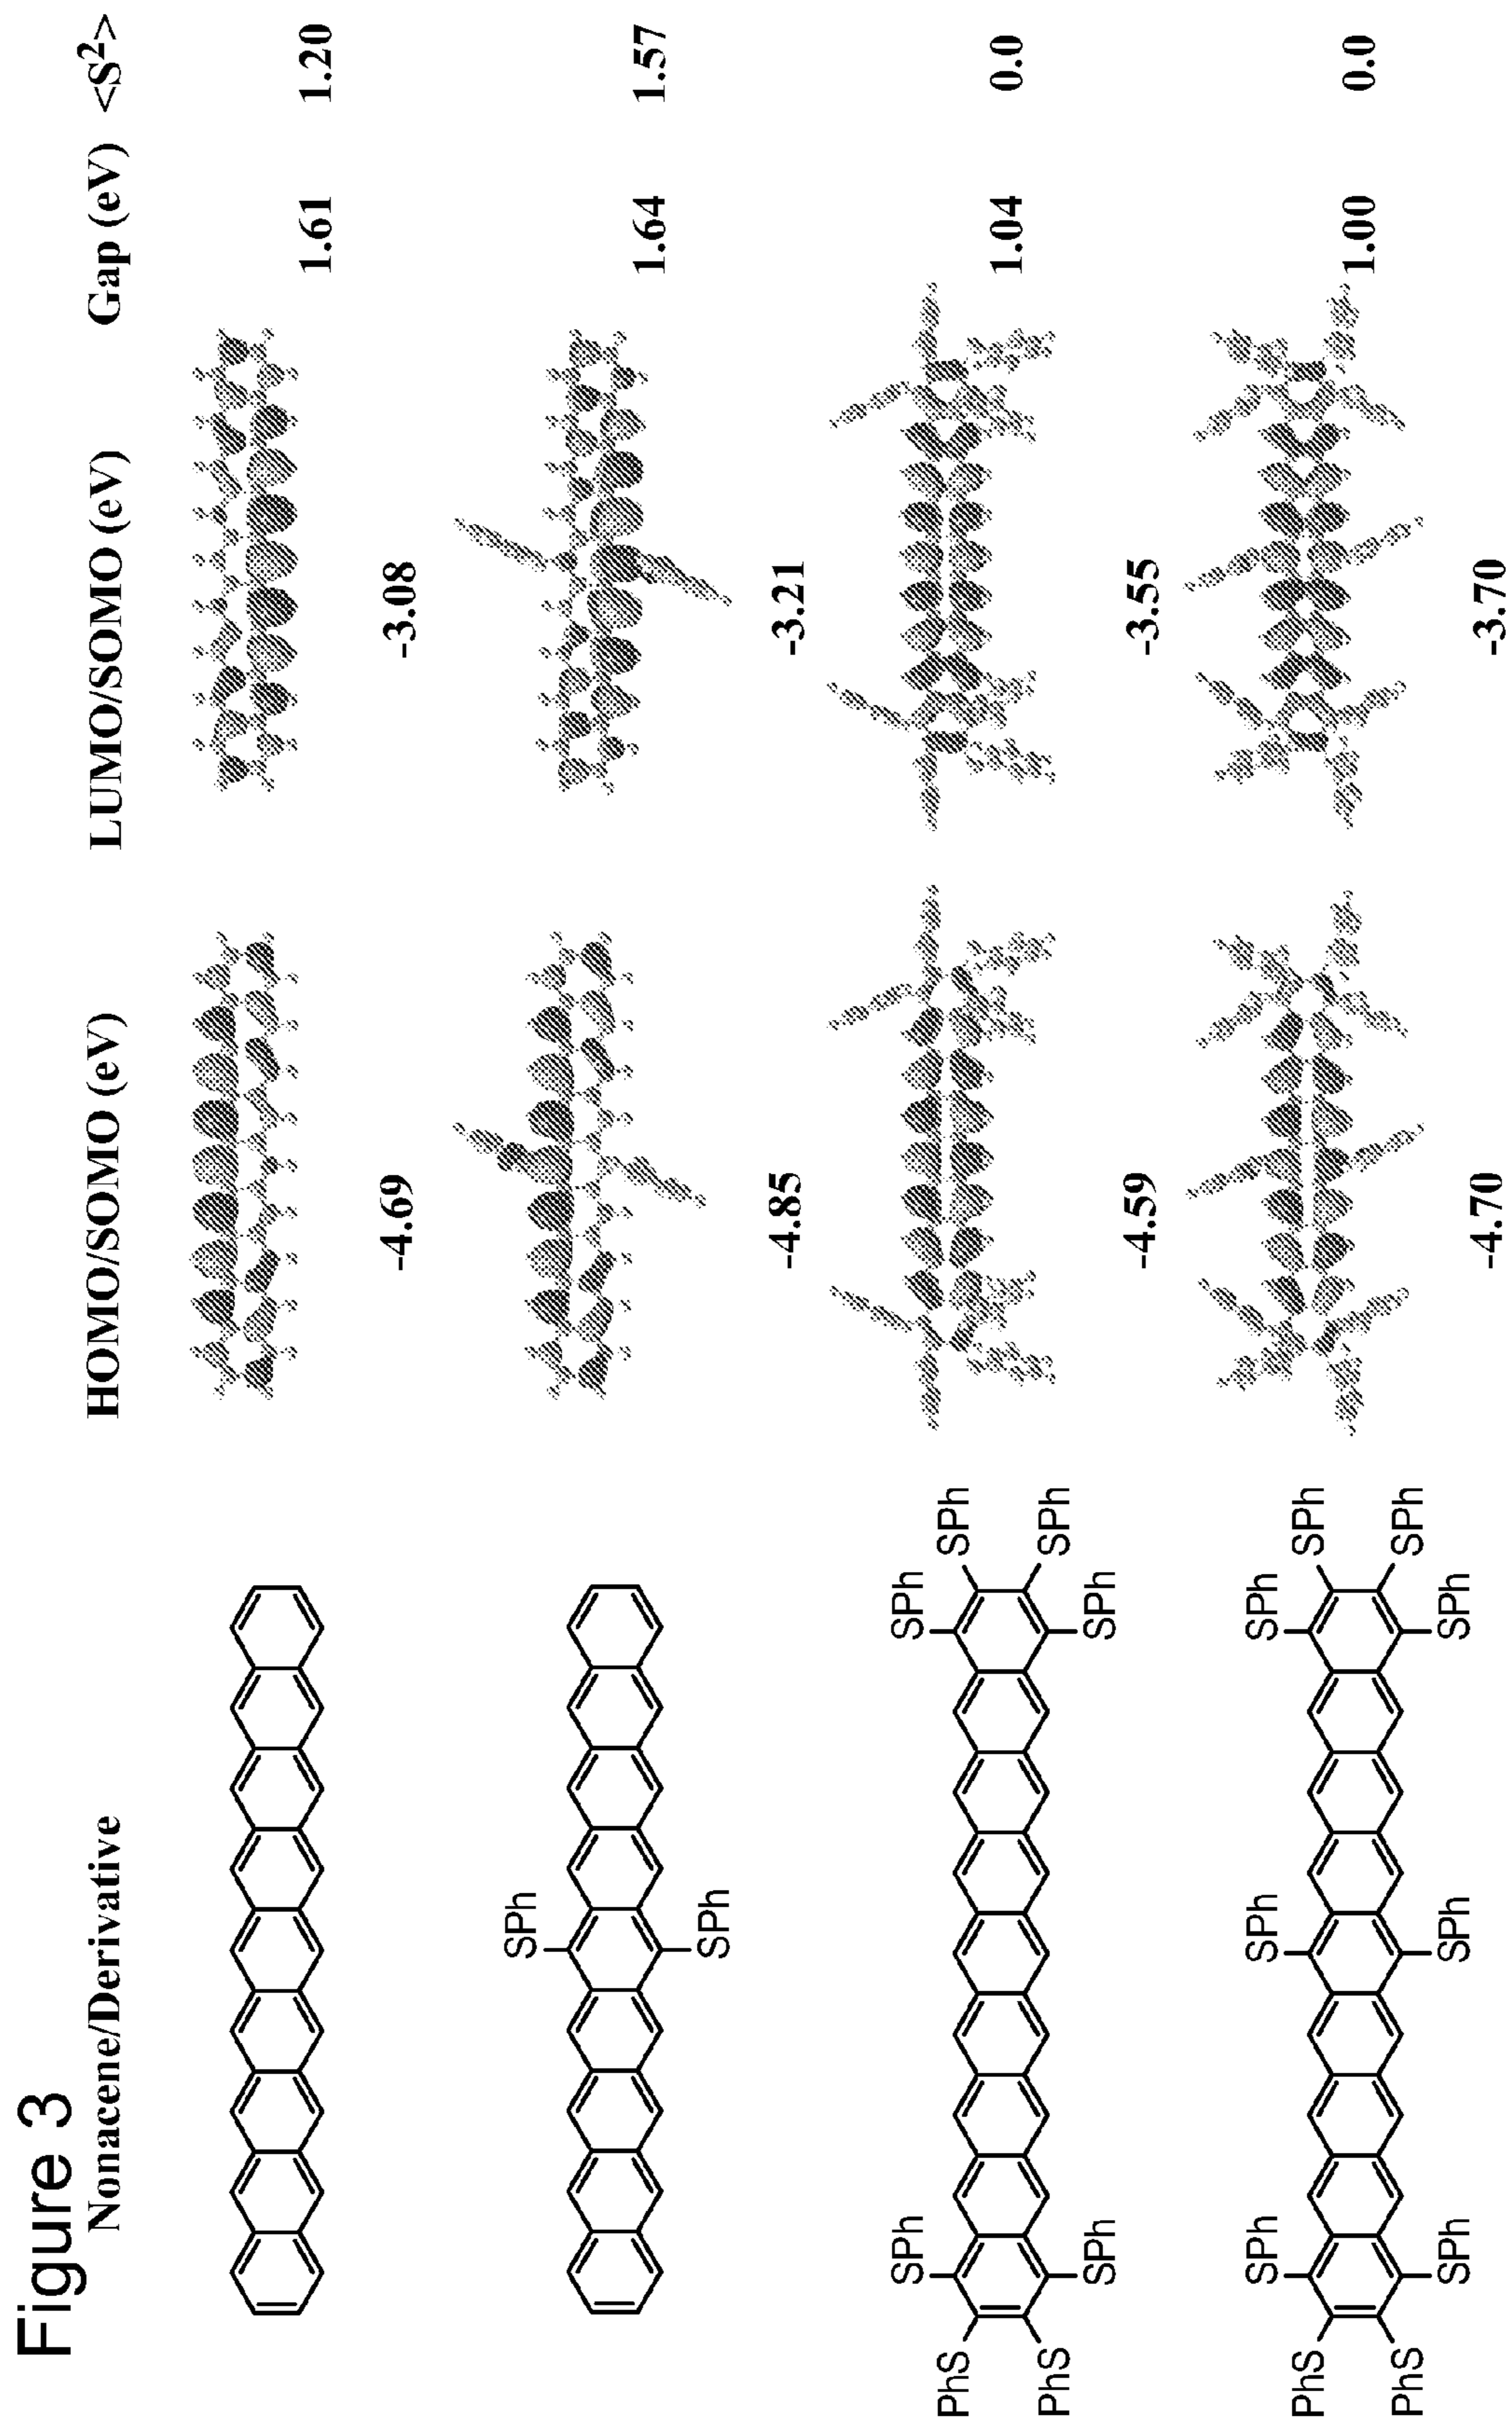 Figure 3
Nonacene/Derivative HOMO/SOMO (eV) LUMO/SOMO (eV) Gap (eV) <S²>
1.61 1.20
-4.69 -3.08
SPh
SPh
1.64 1.57
-4.85 -3.21
SPh SPh
PhS SPh
PhS SPh
SPh SPh
1.04 0.0
-4.59 -3.55
SPh SPh SPh
PhS SPh
PhS SPh
SPh SPh SPh
1.00 0.0
-4.70 -3.70